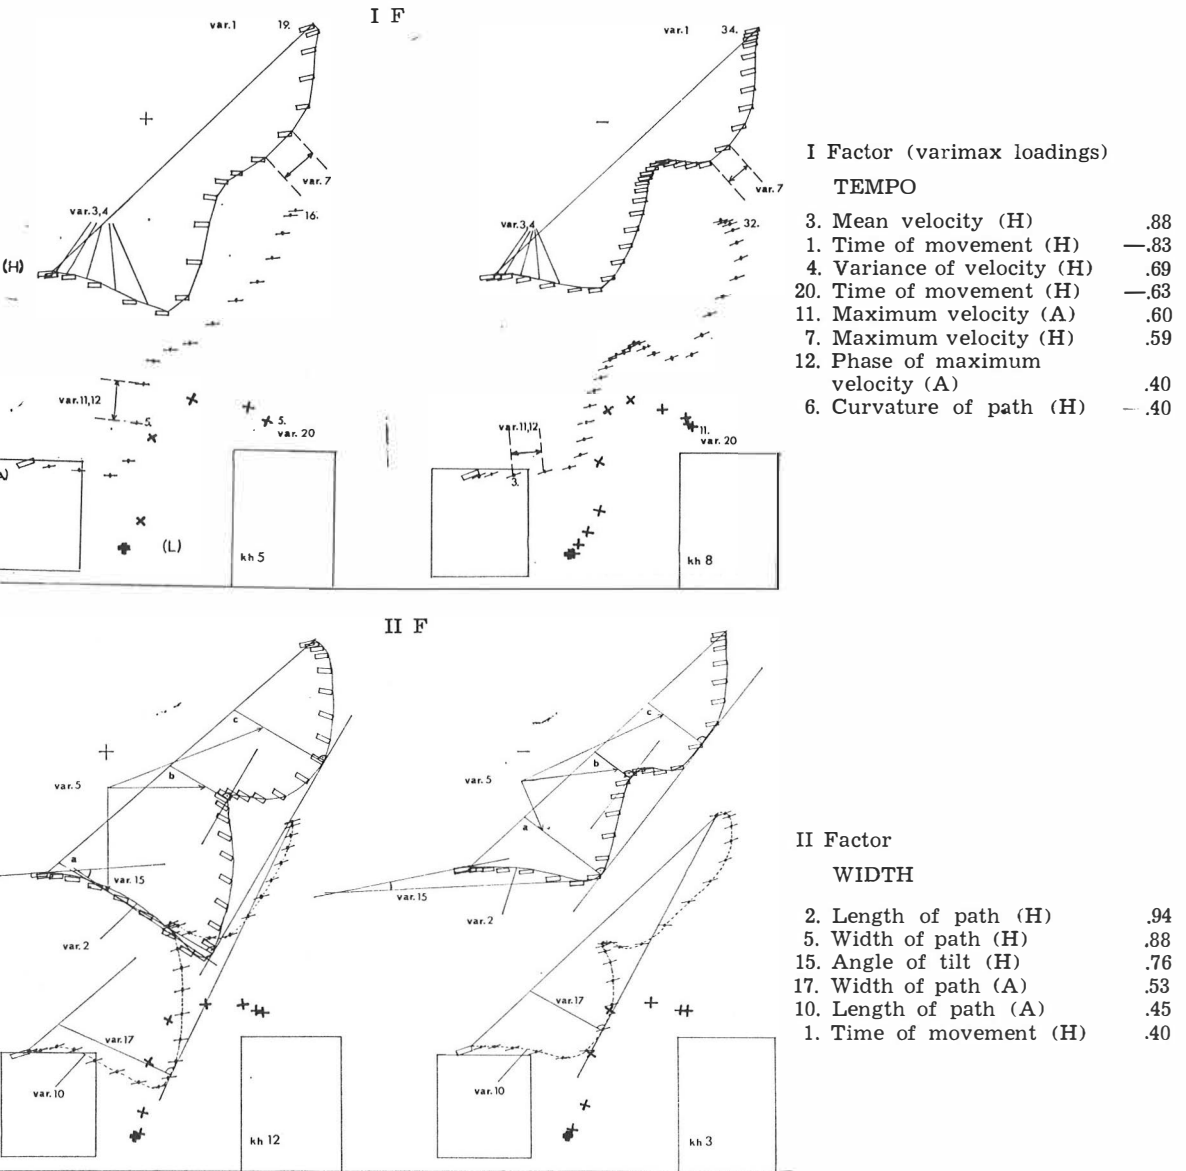 I F
var.1
19.
+
var.7
var.3,4
16.
(H)
var.11,12
5.
5.
var. 20
(L)
kh 5
var.1
34.
−
var. 7
var.3,4
32.
var.11,12
3.
11.
var. 20
kh 8
I Factor (varimax loadings)
TEMPO
3. Mean velocity (H) .88
1. Time of movement (H) —.83
4. Variance of velocity (H) .69
20. Time of movement (H) —.63
11. Maximum velocity (A) .60
7. Maximum velocity (H) .59
12. Phase of maximum
velocity (A) .40
6. Curvature of path (H) —.40
II F
+
c
b
var. 5
a
var. 15
var. 2
var.17
var. 10
kh 12
−
c
b
var. 5
a
var. 15
var. 2
var.17
var. 10
kh 3
II Factor
WIDTH
2. Length of path (H) .94
5. Width of path (H) .88
15. Angle of tilt (H) .76
17. Width of path (A) .53
10. Length of path (A) .45
1. Time of movement (H) .40